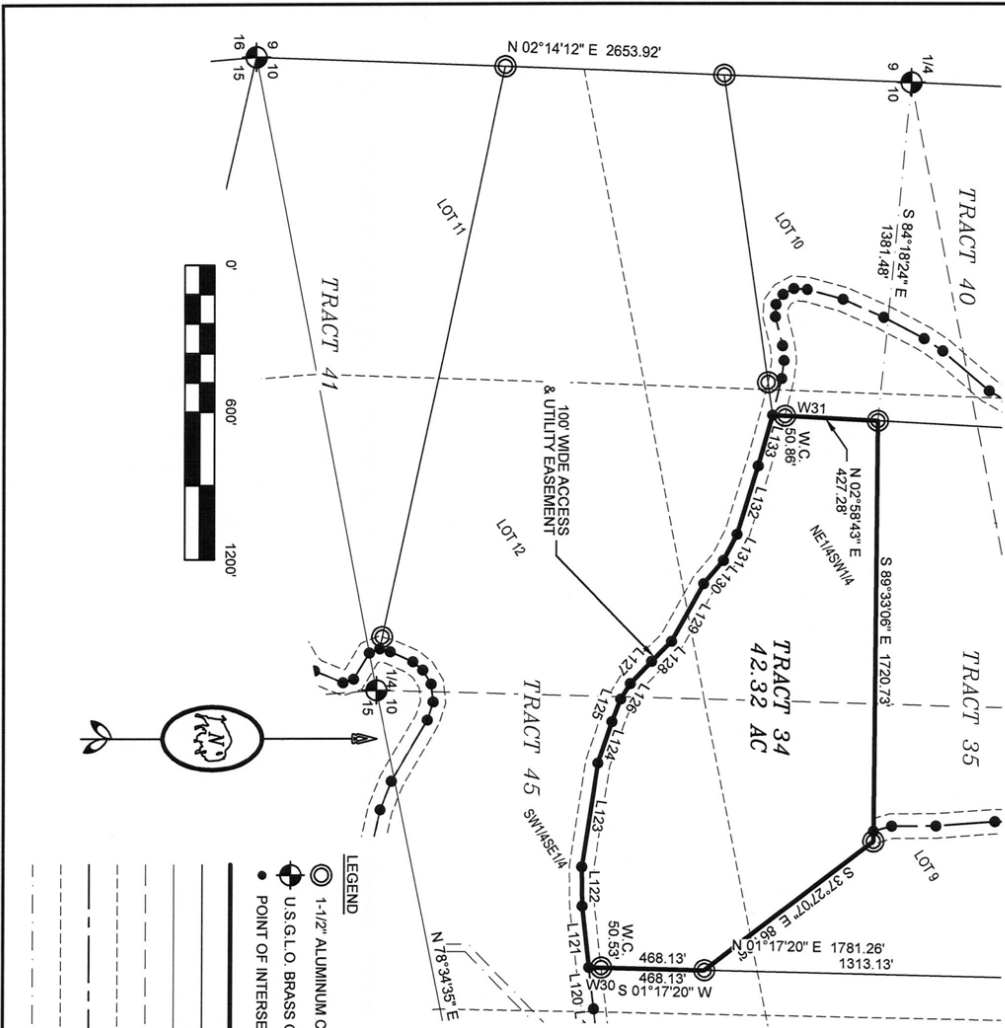 N 02°14'12" E 2653.92'
1/4
9 10
9 10
16 15
TRACT 40
S 84°18'24" E
1381.48'
LOT 10
LOT 11
TRACT 41
0'
600'
1200'
W31
W.C.
50.86'
N 02°58'43" E
427.28'
NE1/4SW1/4
S 89°33'06" E 1720.73'
TRACT 34
42.32 AC
TRACT 35
LOT 9
100' WIDE ACCESS
& UTILITY EASEMENT
LOT 12
L133
L132
L131
L130
L129
L128
L127
L126
L125
L124
L123
L122
L121
L120
TRACT 45
SW1/4SE1/4
1/4
10
15
N
S 37°27'07" E 86
N 01°17'20" E 1781.26'
1313.13'
468.13'
468.13'
S 01°17'20" W
W.C.
50.53'
W30
N 78°34'35" E
LEGEND
1-1/2" ALUMINUM C
U.S.G.L.O. BRASS
POINT OF INTERSE